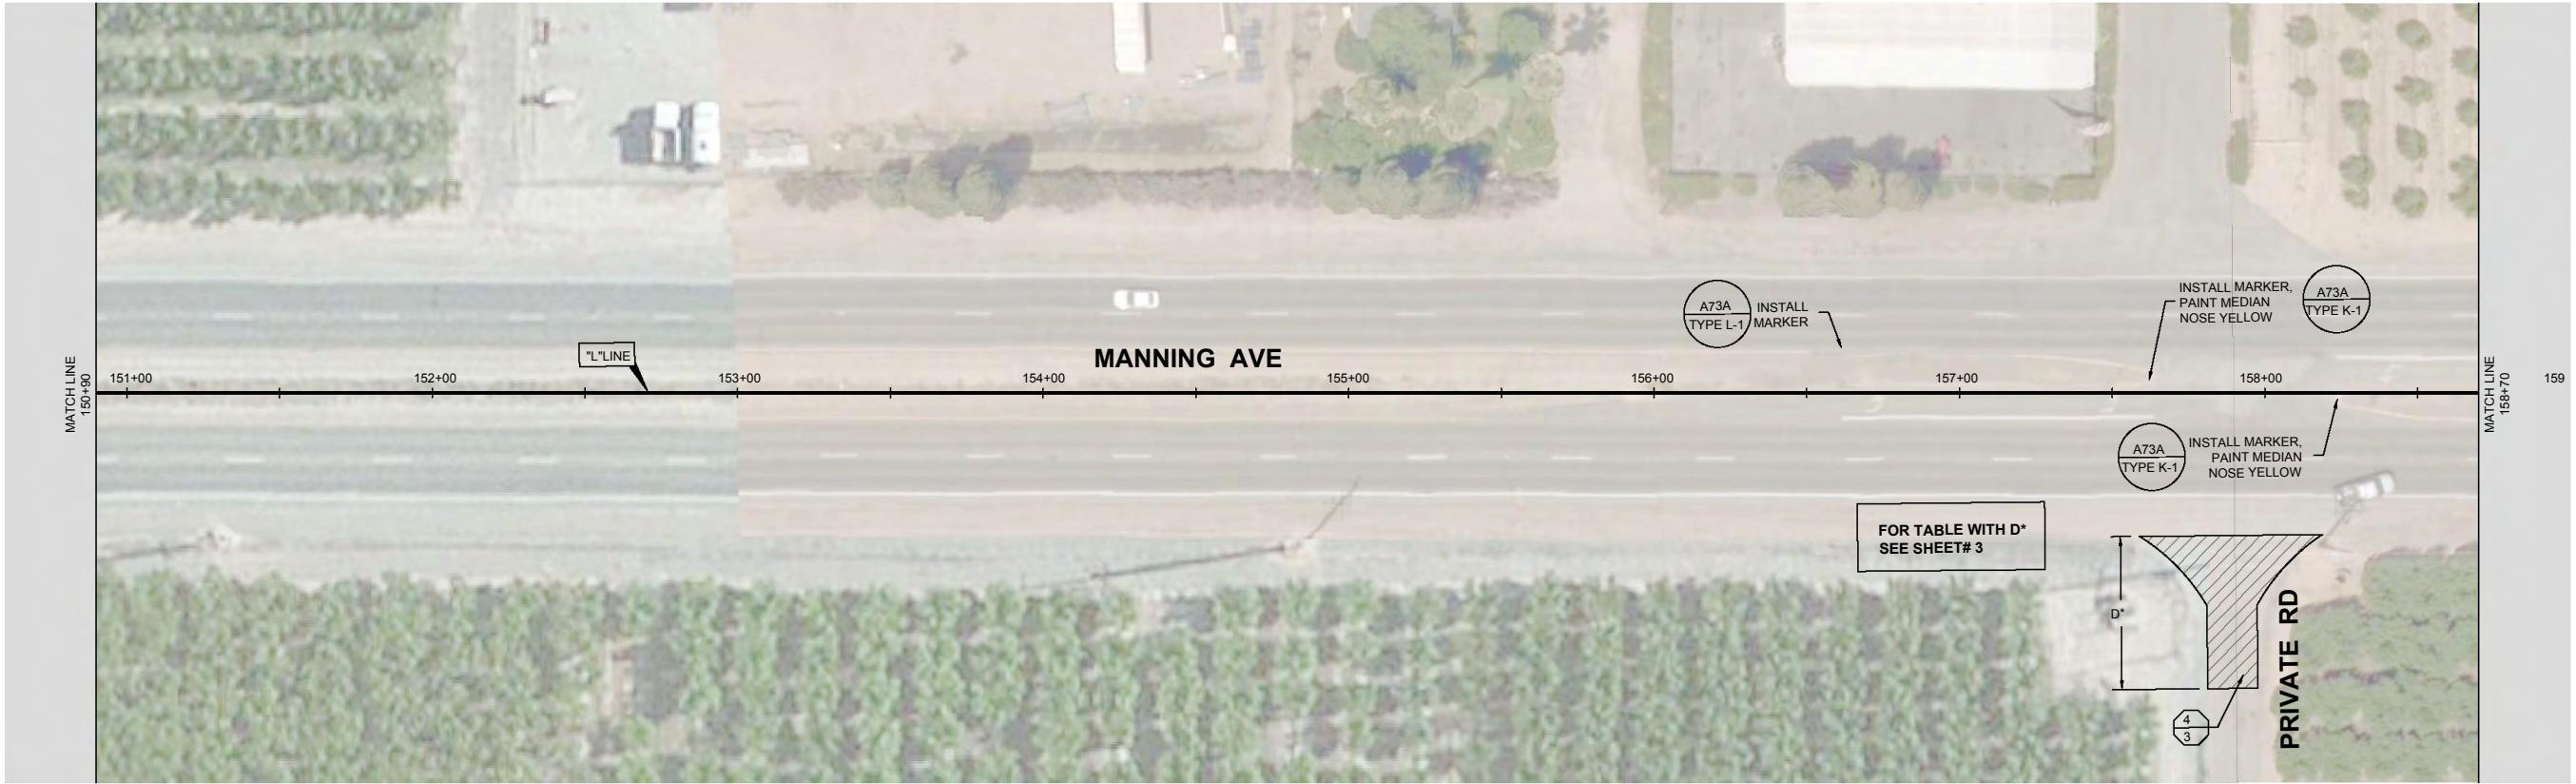 MATCH LINE
150+90
151+00
152+00
"L"LINE
153+00
MANNING AVE
154+00
155+00
156+00
157+00
158+00
159
A73A
TYPE L-1
INSTALL
MARKER
INSTALL MARKER,
PAINT MEDIAN
NOSE YELLOW
A73A
TYPE K-1
MATCH LINE
158+70
A73A
TYPE K-1
INSTALL MARKER,
PAINT MEDIAN
NOSE YELLOW
FOR TABLE WITH D*
SEE SHEET# 3
D*
PRIVATE RD
4
3